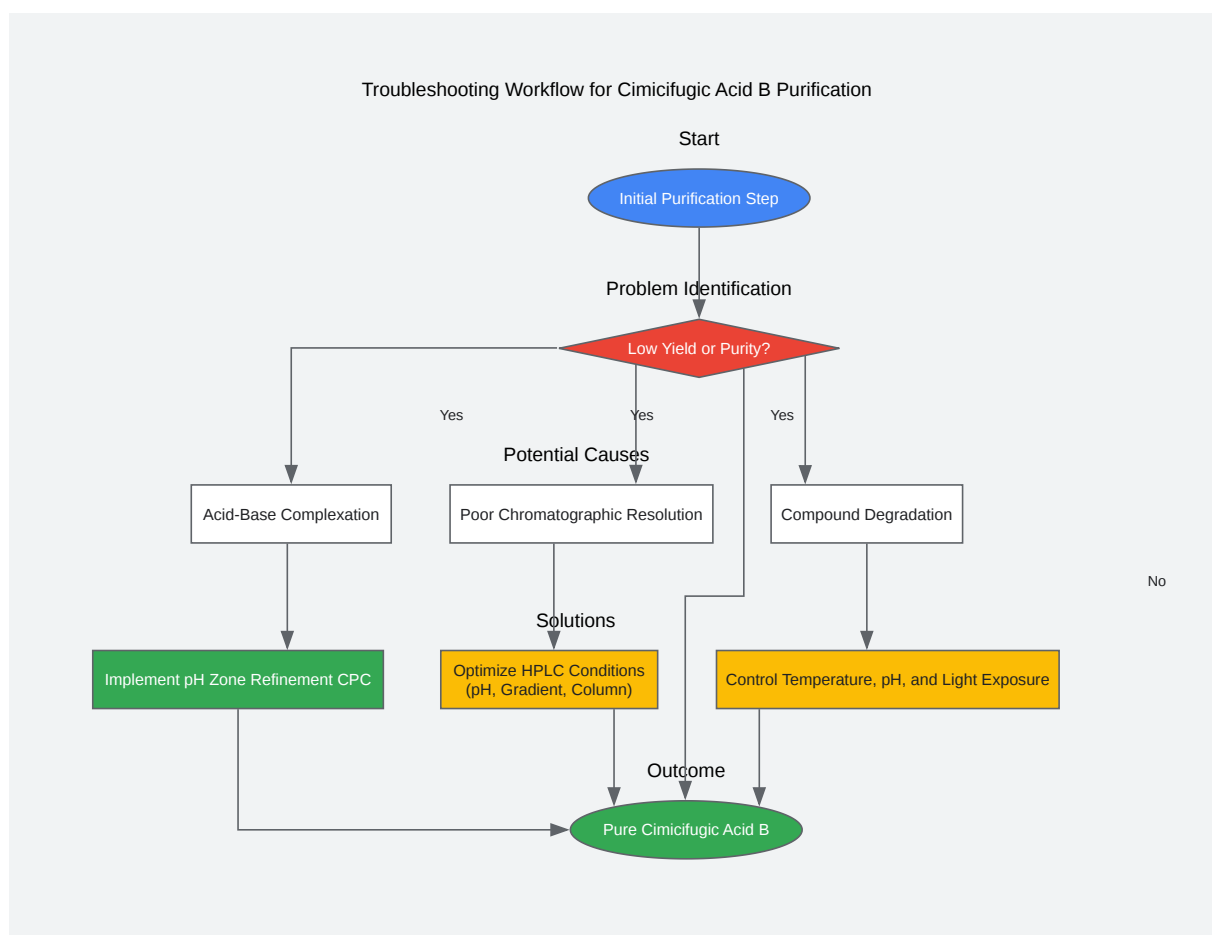 Troubleshooting Workflow for Cimicifugic Acid B Purification
Start
Initial Purification Step
Problem Identification
Low Yield or Purity?
Yes
Yes
Yes
Potential Causes
Acid-Base Complexation
Poor Chromatographic Resolution
Compound Degradation
No
Solutions
Implement pH Zone Refinement CPC
Optimize HPLC Conditions
(pH, Gradient, Column)
Control Temperature, pH, and Light Exposure
Outcome
Pure Cimicifugic Acid B